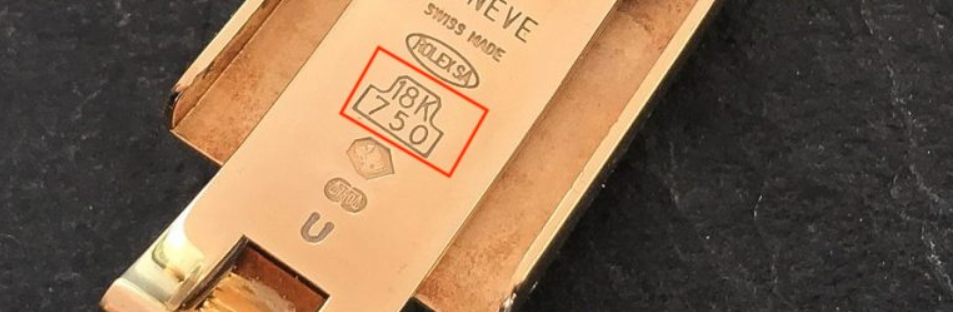 NEVE
SWISS MADE
ROLEX SA
18K
750
U